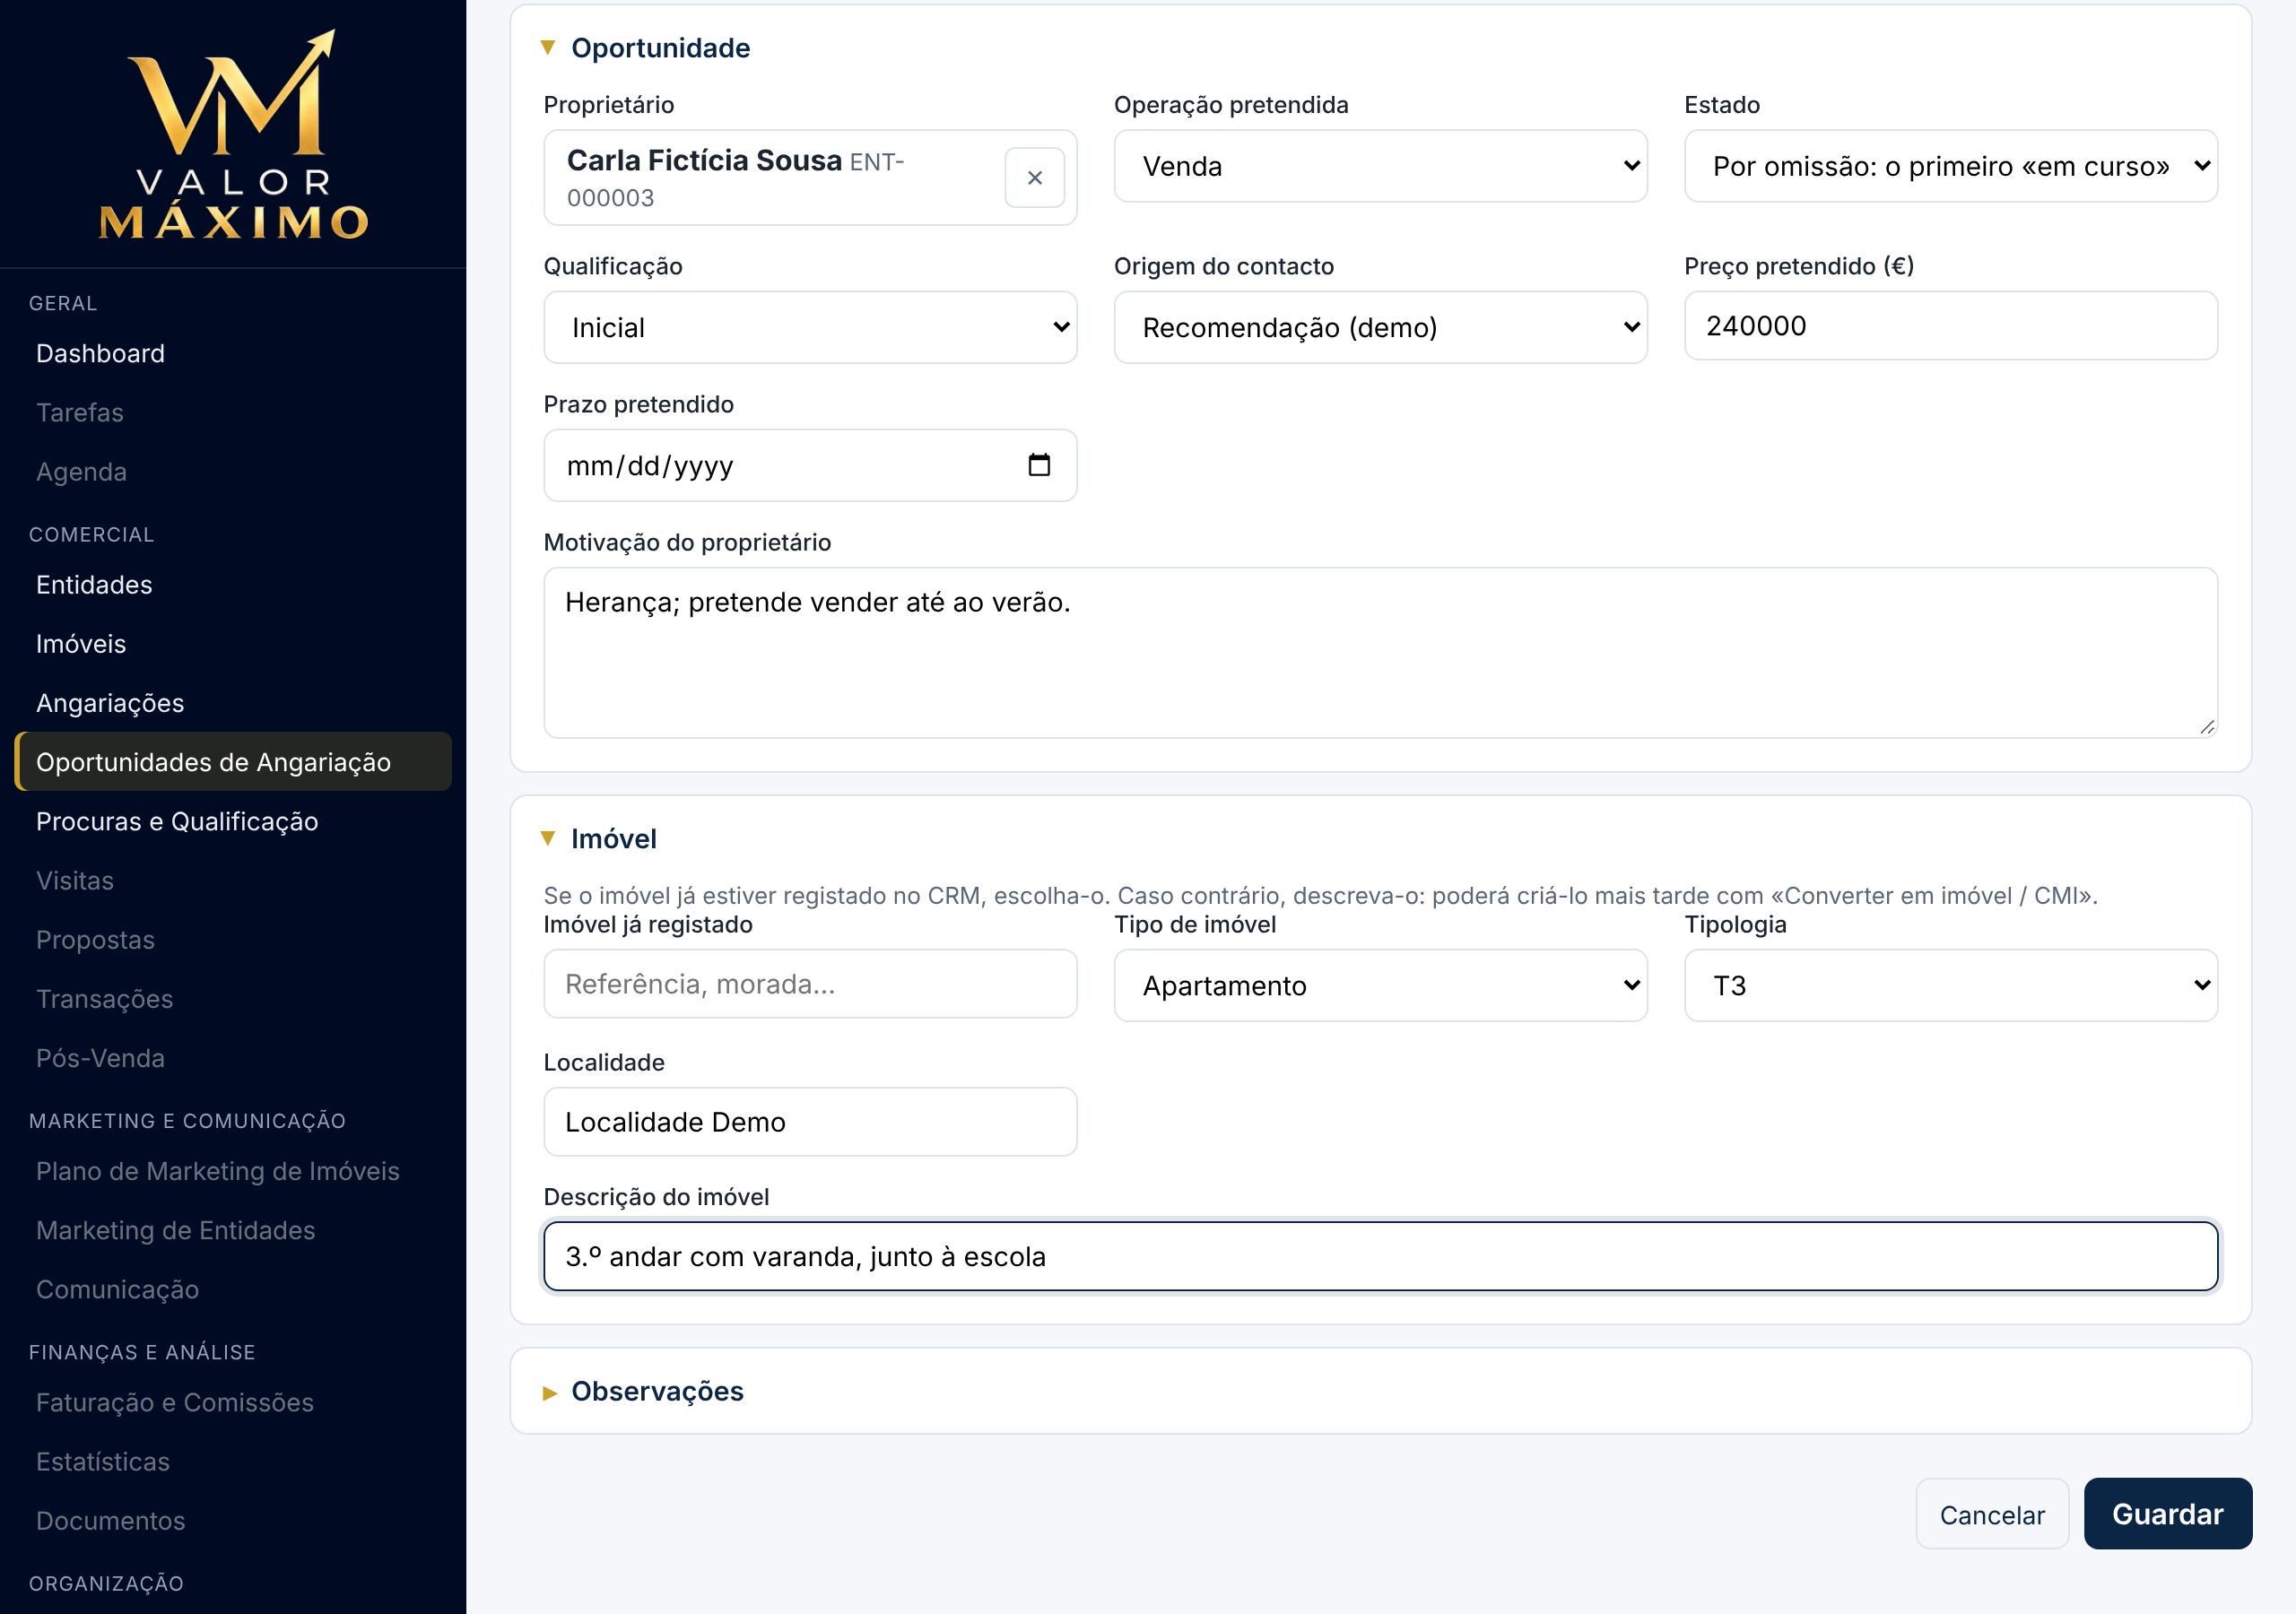 VM
VALOR
MÁXIMO
GERAL
Dashboard
Tarefas
Agenda
COMERCIAL
Entidades
Imóveis
Angariações
Oportunidades de Angariação
Procuras e Qualificação
Visitas
Propostas
Transações
Pós-Venda
MARKETING E COMUNICAÇÃO
Plano de Marketing de Imóveis
Marketing de Entidades
Comunicação
FINANÇAS E ANÁLISE
Faturação e Comissões
Estatísticas
Documentos
ORGANIZAÇÃO
Oportunidade
Proprietário
Carla Fictícia Sousa ENT-
000003
×
Operação pretendida
Venda
Estado
Por omissão: o primeiro «em curso»
Qualificação
Inicial
Origem do contacto
Recomendação (demo)
Preço pretendido (€)
240000
Prazo pretendido
mm/dd/yyyy
Motivação do proprietário
Herança; pretende vender até ao verão.
Imóvel
Se o imóvel já estiver registado no CRM, escolha-o. Caso contrário, descreva-o: poderá criá-lo mais tarde com «Converter em imóvel / CMI».
Imóvel já registado
Referência, morada...
Tipo de imóvel
Apartamento
Tipologia
T3
Localidade
Localidade Demo
Descrição do imóvel
3.º andar com varanda, junto à escola
Observações
Cancelar
Guardar